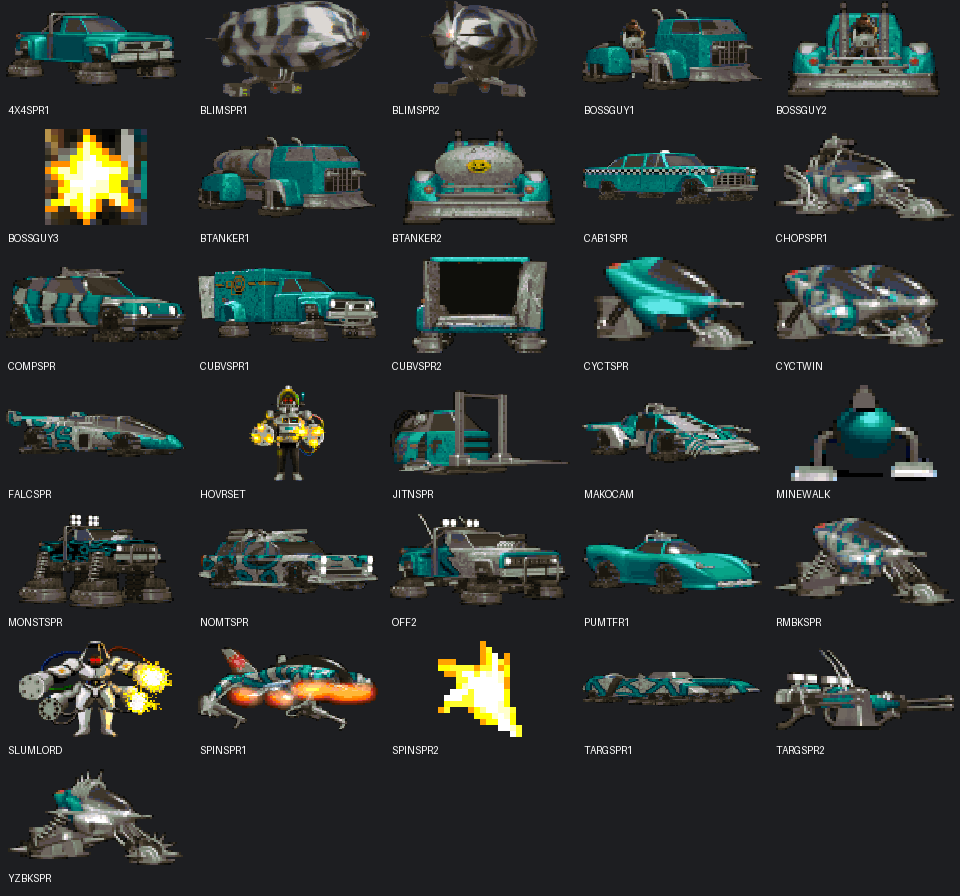 4X4SPR1
BLIMSPR1
BLIMSPR2
BOSSGUY1
BOSSGUY2
BOSSGUY3
BTANKER1
BTANKER2
CAB1SPR
CHOPSPR1
COMPSPR
CUBVSPR1
CUBVSPR2
CYCTSPR
CYCTWIN
FALCSPR
HOVRSET
JITNSPR
MAKOCAM
MINEWALK
MONSTSPR
NOMTSPR
OFF2
PUMTFR1
RMBKSPR
SLUMLORD
SPINSPR1
SPINSPR2
TARGSPR1
TARGSPR2
YZBKSPR